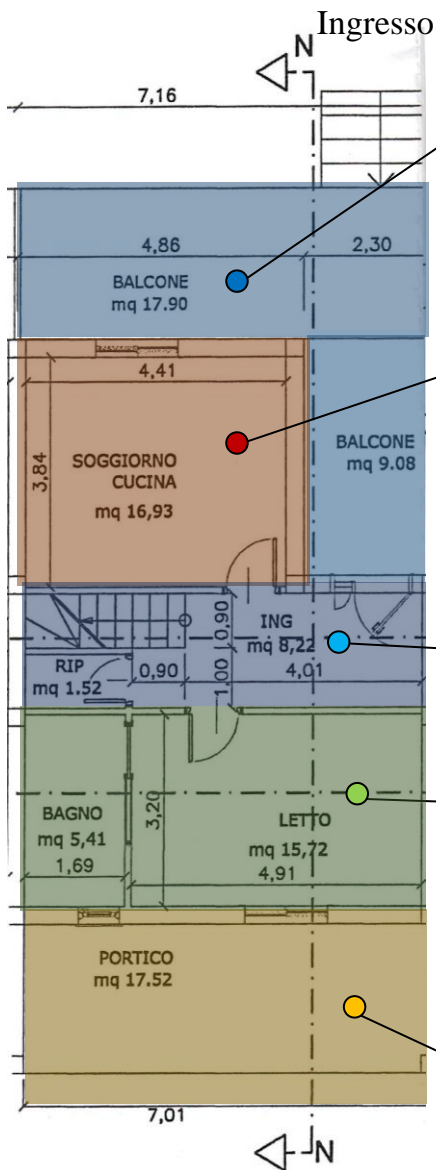 Ingresso
N
7,16
4,86
2,30
BALCONE
mq 17.90
4,41
3,84
SOGGIORNO
CUCINA
mq 16,93
BALCONE
mq 9.08
0,90
ING
mq 8,22
RIP
mq 1.52
0,90
1,00
4,01
BAGNO
mq 5,41
1,69
3,20
LETTO
mq 15,72
4,91
PORTICO
mq 17.52
7,01
N